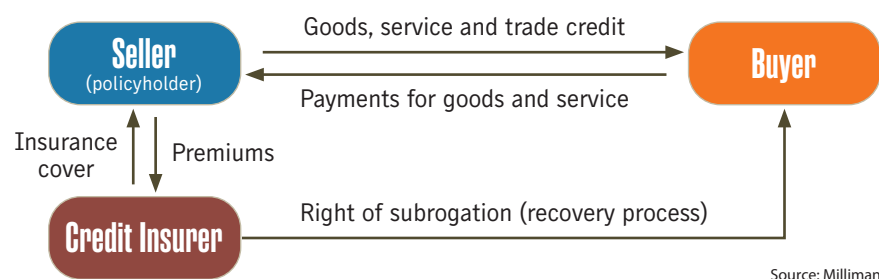 Goods, service and trade credit
Seller
(policyholder)
Buyer
Payments for goods and service
Insurance
cover
Premiums
Credit Insurer
Right of subrogation (recovery process)
Source: Milliman